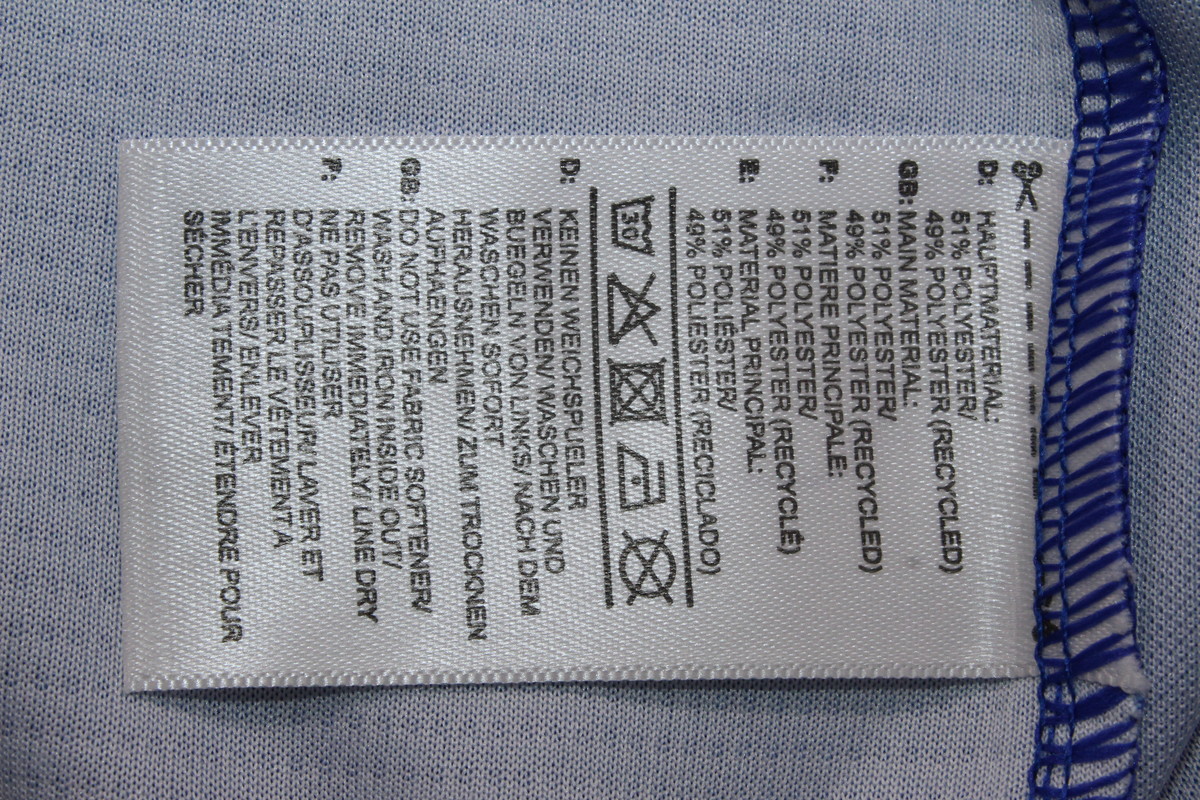 D: HAUPTMATERIAL:
51% POLYESTER/
49% POLYESTER (RECYCLED)
GB: MAIN MATERIAL:
51% POLYESTER/
49% POLYESTER (RECYCLED)
F: MATIERE PRINCIPALE:
51% POLYESTER/
49% POLYESTER (RECYCLÉ)
E: MATERIAL PRINCIPAL:
51% POLIÉSTER/
49% POLIÉSTER (RECICLADO)
30
D: KEINEN WEICHSPUELER
VERWENDEN/ WASCHEN UND
BUEGELN VON LINKS/ NACH DEM
WASCHEN SOFORT
HERAUSNEHMEN/ ZUM TROCKNEN
AUFHAENGEN
GB: DO NOT USE FABRIC SOFTENER/
WASH AND IRON INSIDE OUT/
REMOVE IMMEDIATELY/ LINE DRY
F: NE PAS UTILISER
D'ASSOUPLISSEUR/ LAVER ET
REPASSER LE VÊTEMENT A
L'ENVERS/ ENLEVER
IMMÉDIATEMENT/ ETENDRE POUR
SÉCHER